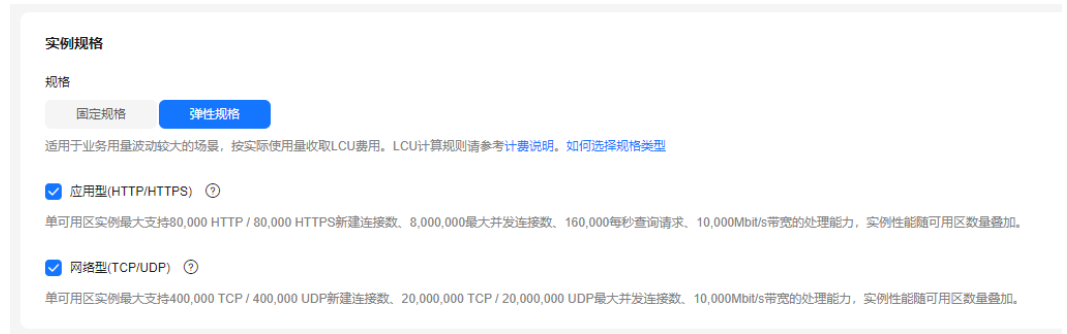 实例规格
规格
固定规格 弹性规格
适用于业务用量波动较大的场景，按实际使用量收取LCU费用。LCU计算规则请参考计费说明。如何选择规格类型
应用型(HTTP/HTTPS) ?
单可用区实例最大支持80,000 HTTP / 80,000 HTTPS新建连接数、8,000,000最大并发连接数、160,000每秒查询请求、10,000Mbit/s带宽的处理能力，实例性能随可用区数量叠加。
网络型(TCP/UDP) ?
单可用区实例最大支持400,000 TCP / 400,000 UDP新建连接数、20,000,000 TCP / 20,000,000 UDP最大并发连接数、10,000Mbit/s带宽的处理能力，实例性能随可用区数量叠加。